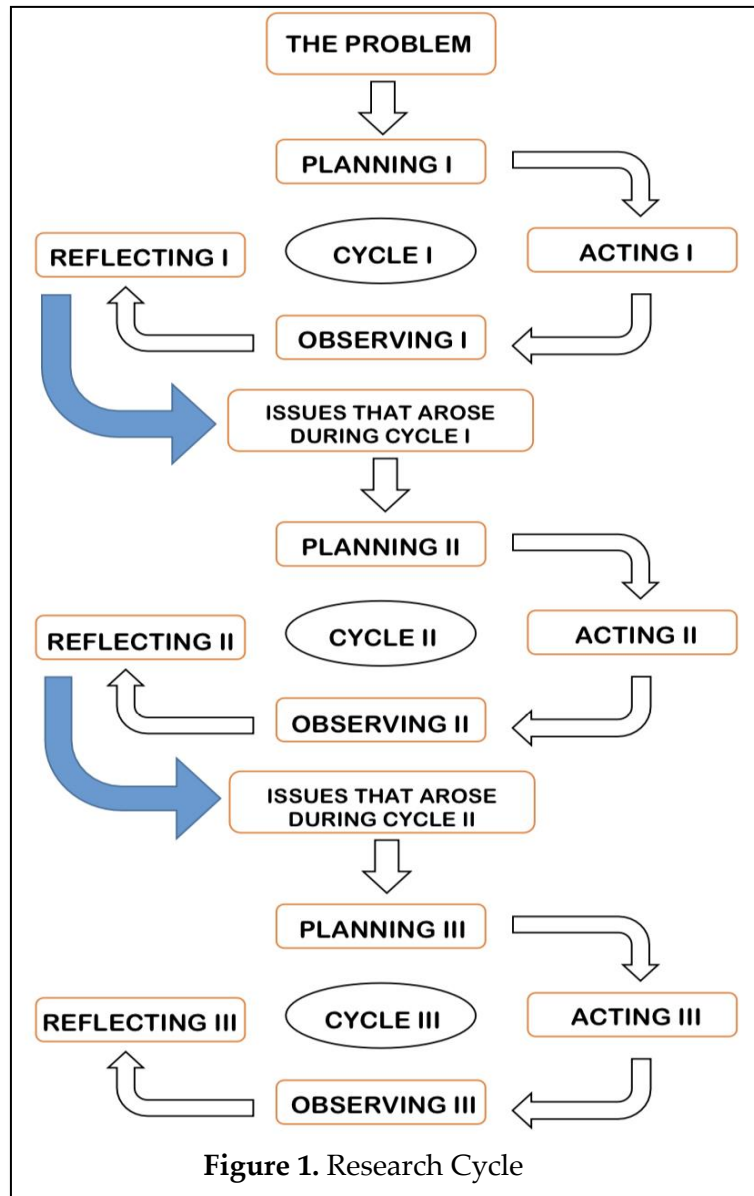 THE PROBLEM
PLANNING I
REFLECTING I
CYCLE I
ACTING I
OBSERVING I
ISSUES THAT AROSE
DURING CYCLE I
PLANNING II
REFLECTING II
CYCLE II
ACTING II
OBSERVING II
ISSUES THAT AROSE
DURING CYCLE II
PLANNING III
REFLECTING III
CYCLE III
ACTING III
OBSERVING III
Figure 1. Research Cycle